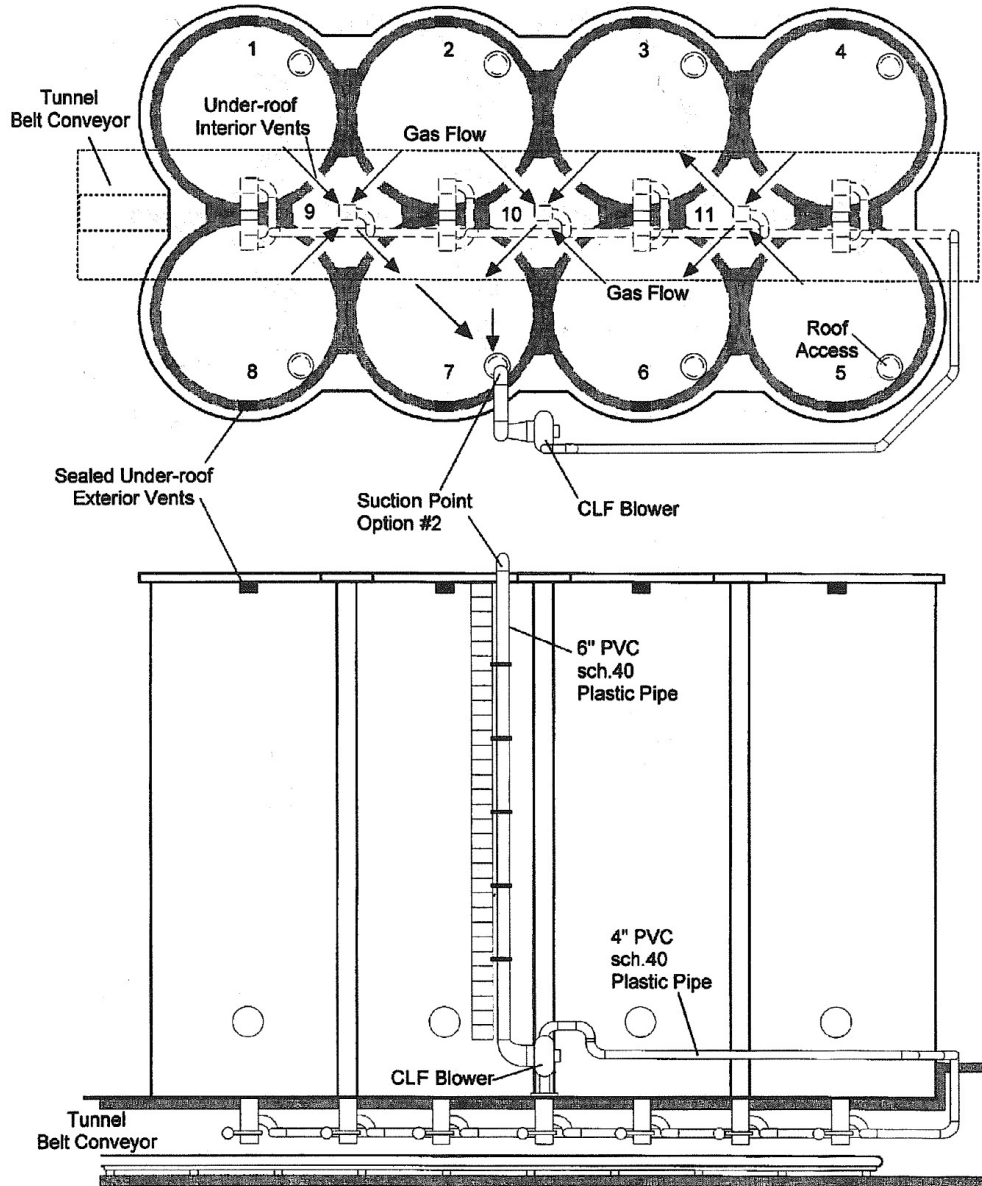 1
2
3
4
Tunnel
Belt Conveyor
Under-roof
Interior Vents
Gas Flow
9
10
11
Gas Flow
Roof
Access
8
7
6
5
Sealed Under-roof
Exterior Vents
Suction Point
Option #2
CLF Blower
6" PVC
sch.40
Plastic Pipe
4" PVC
sch.40
Plastic Pipe
CLF Blower
Tunnel
Belt Conveyor